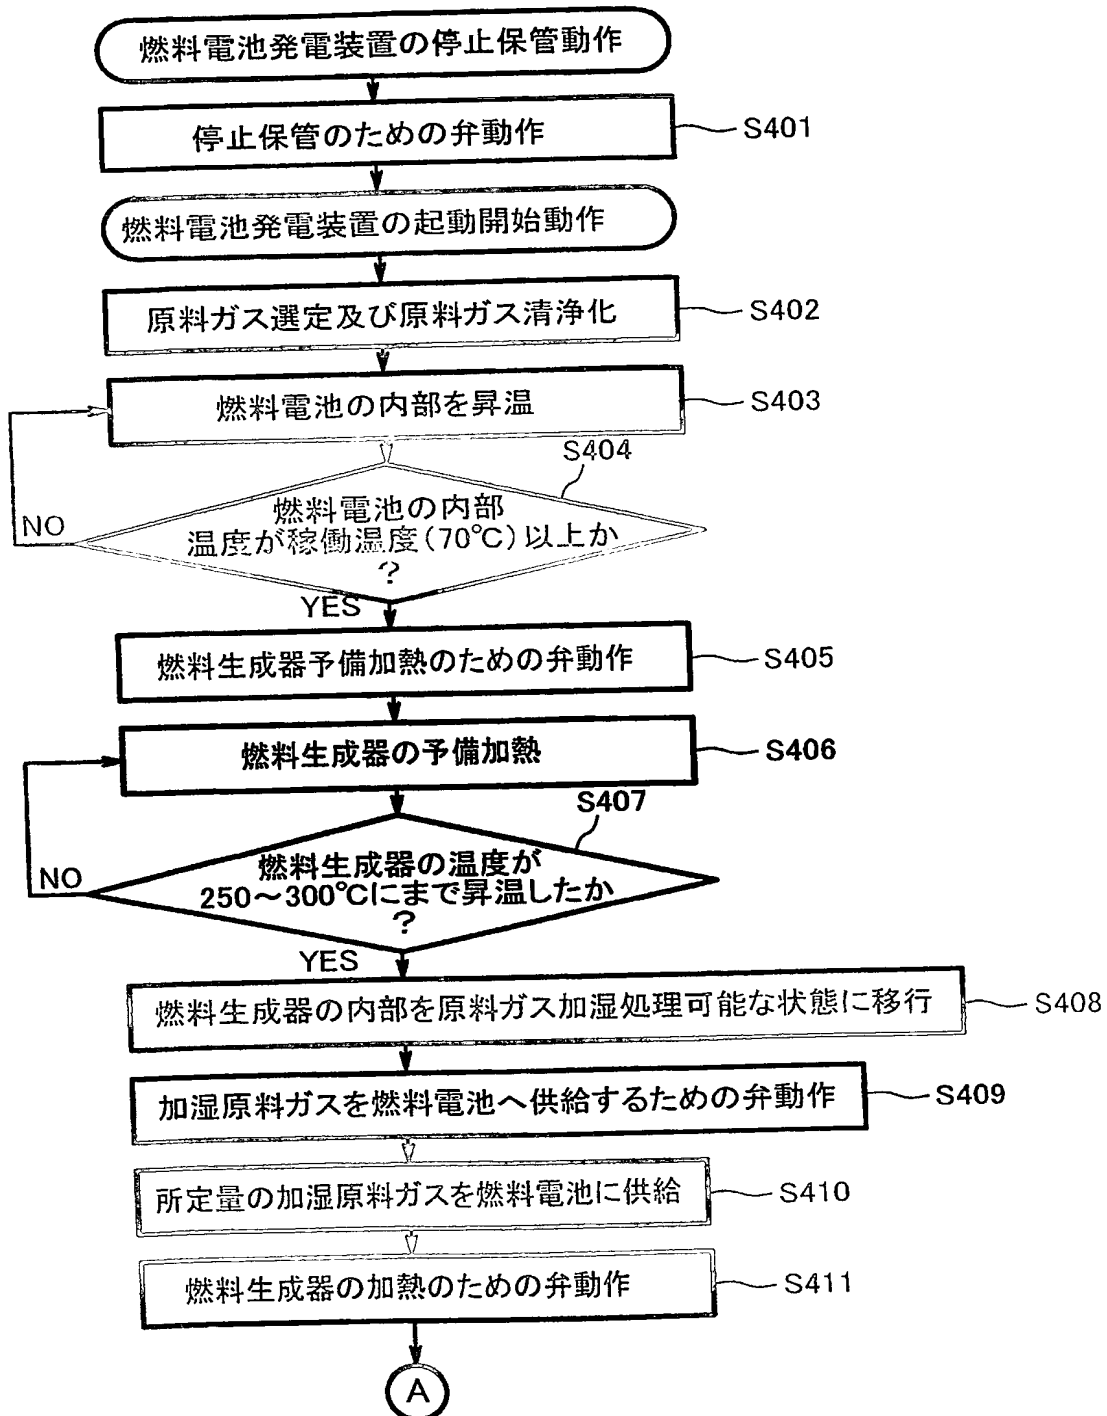 燃料電池発電装置の停止保管動作
停止保管のための弁動作
S401
燃料電池発電装置の起動開始動作
原料ガス選定及び原料ガス清浄化
S402
燃料電池の内部を昇温
S403
S404
燃料電池の内部
温度が稼働温度(70℃)以上か
?
NO
YES
燃料生成器予備加熱のための弁動作
S405
燃料生成器の予備加熱
S406
S407
燃料生成器の温度が
250~300℃にまで昇温したか
?
NO
YES
燃料生成器の内部を原料ガス加湿処理可能な状態に移行
S408
加湿原料ガスを燃料電池へ供給するための弁動作
S409
所定量の加湿原料ガスを燃料電池に供給
S410
燃料生成器の加熱のための弁動作
S411
A